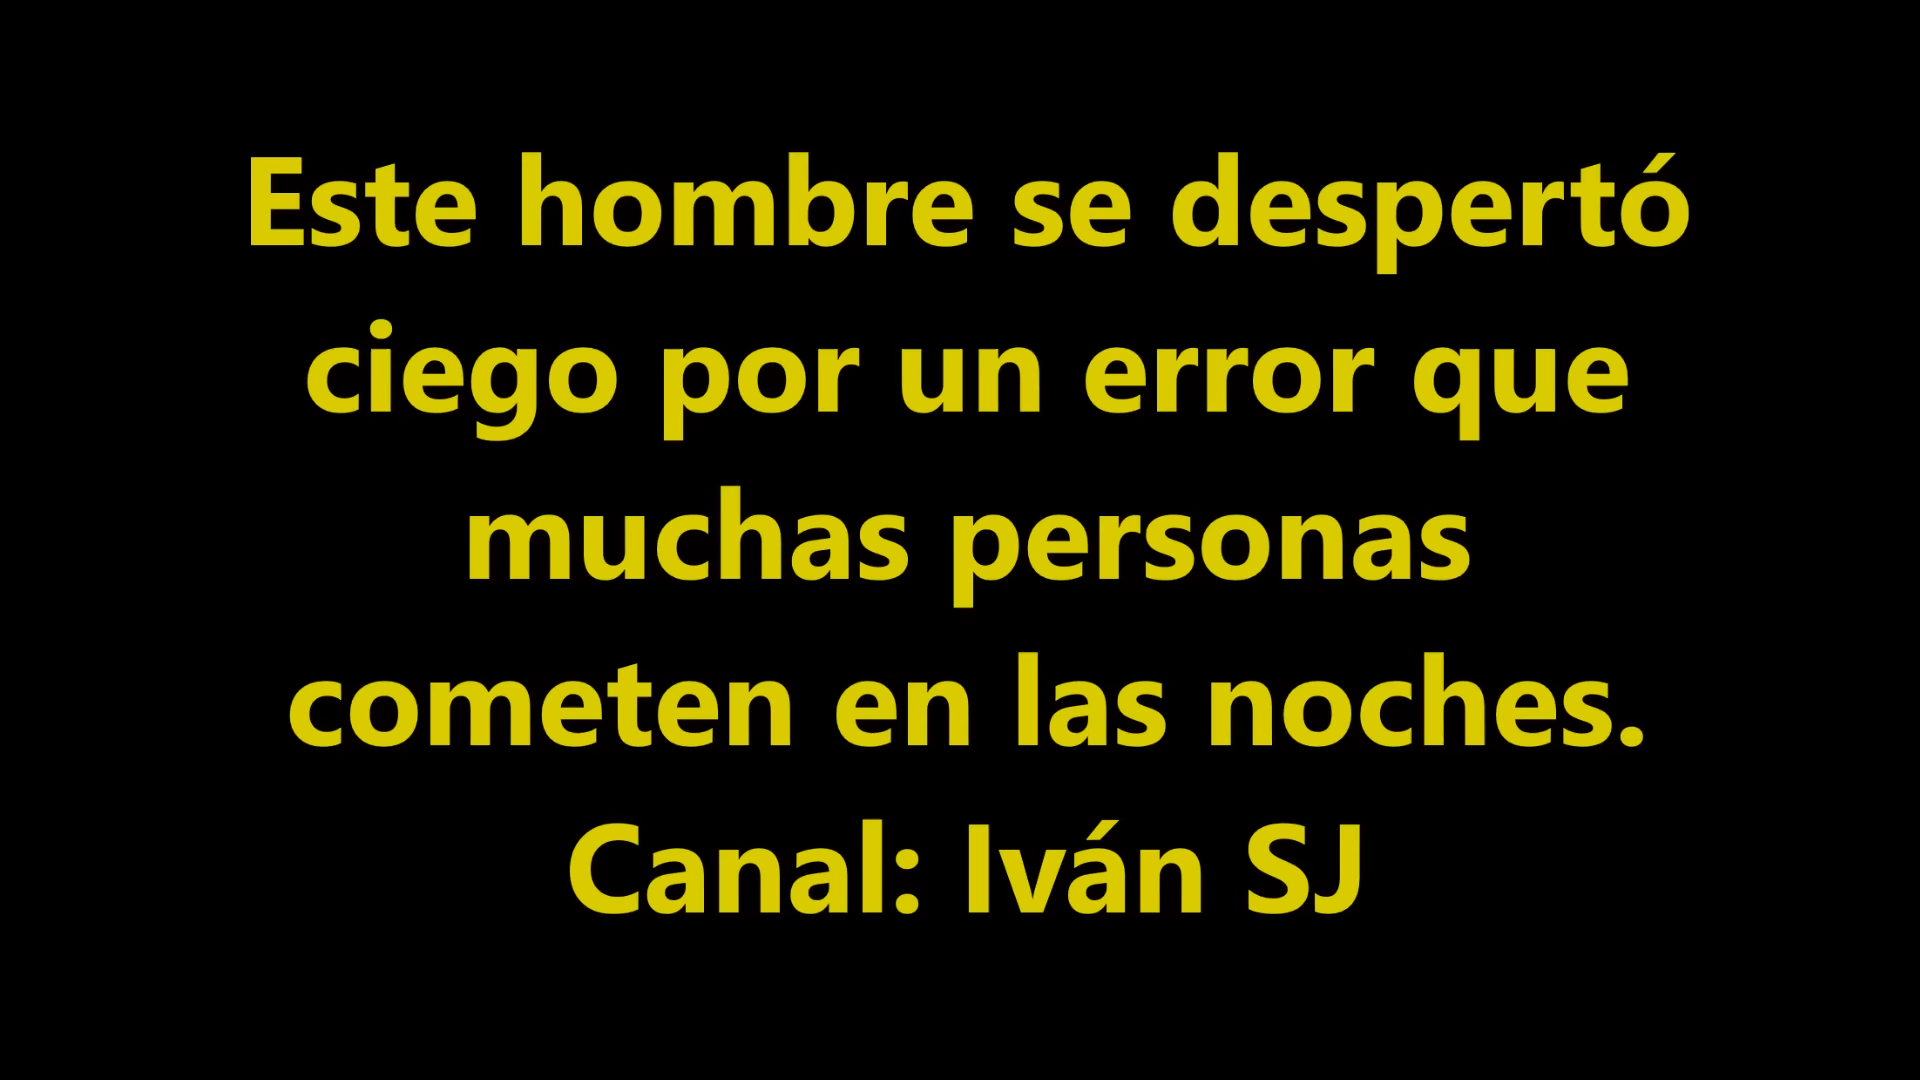 Este hombre se despertó
ciego por un error que
muchas personas
cometen en las noches.
Canal: Iván SJ